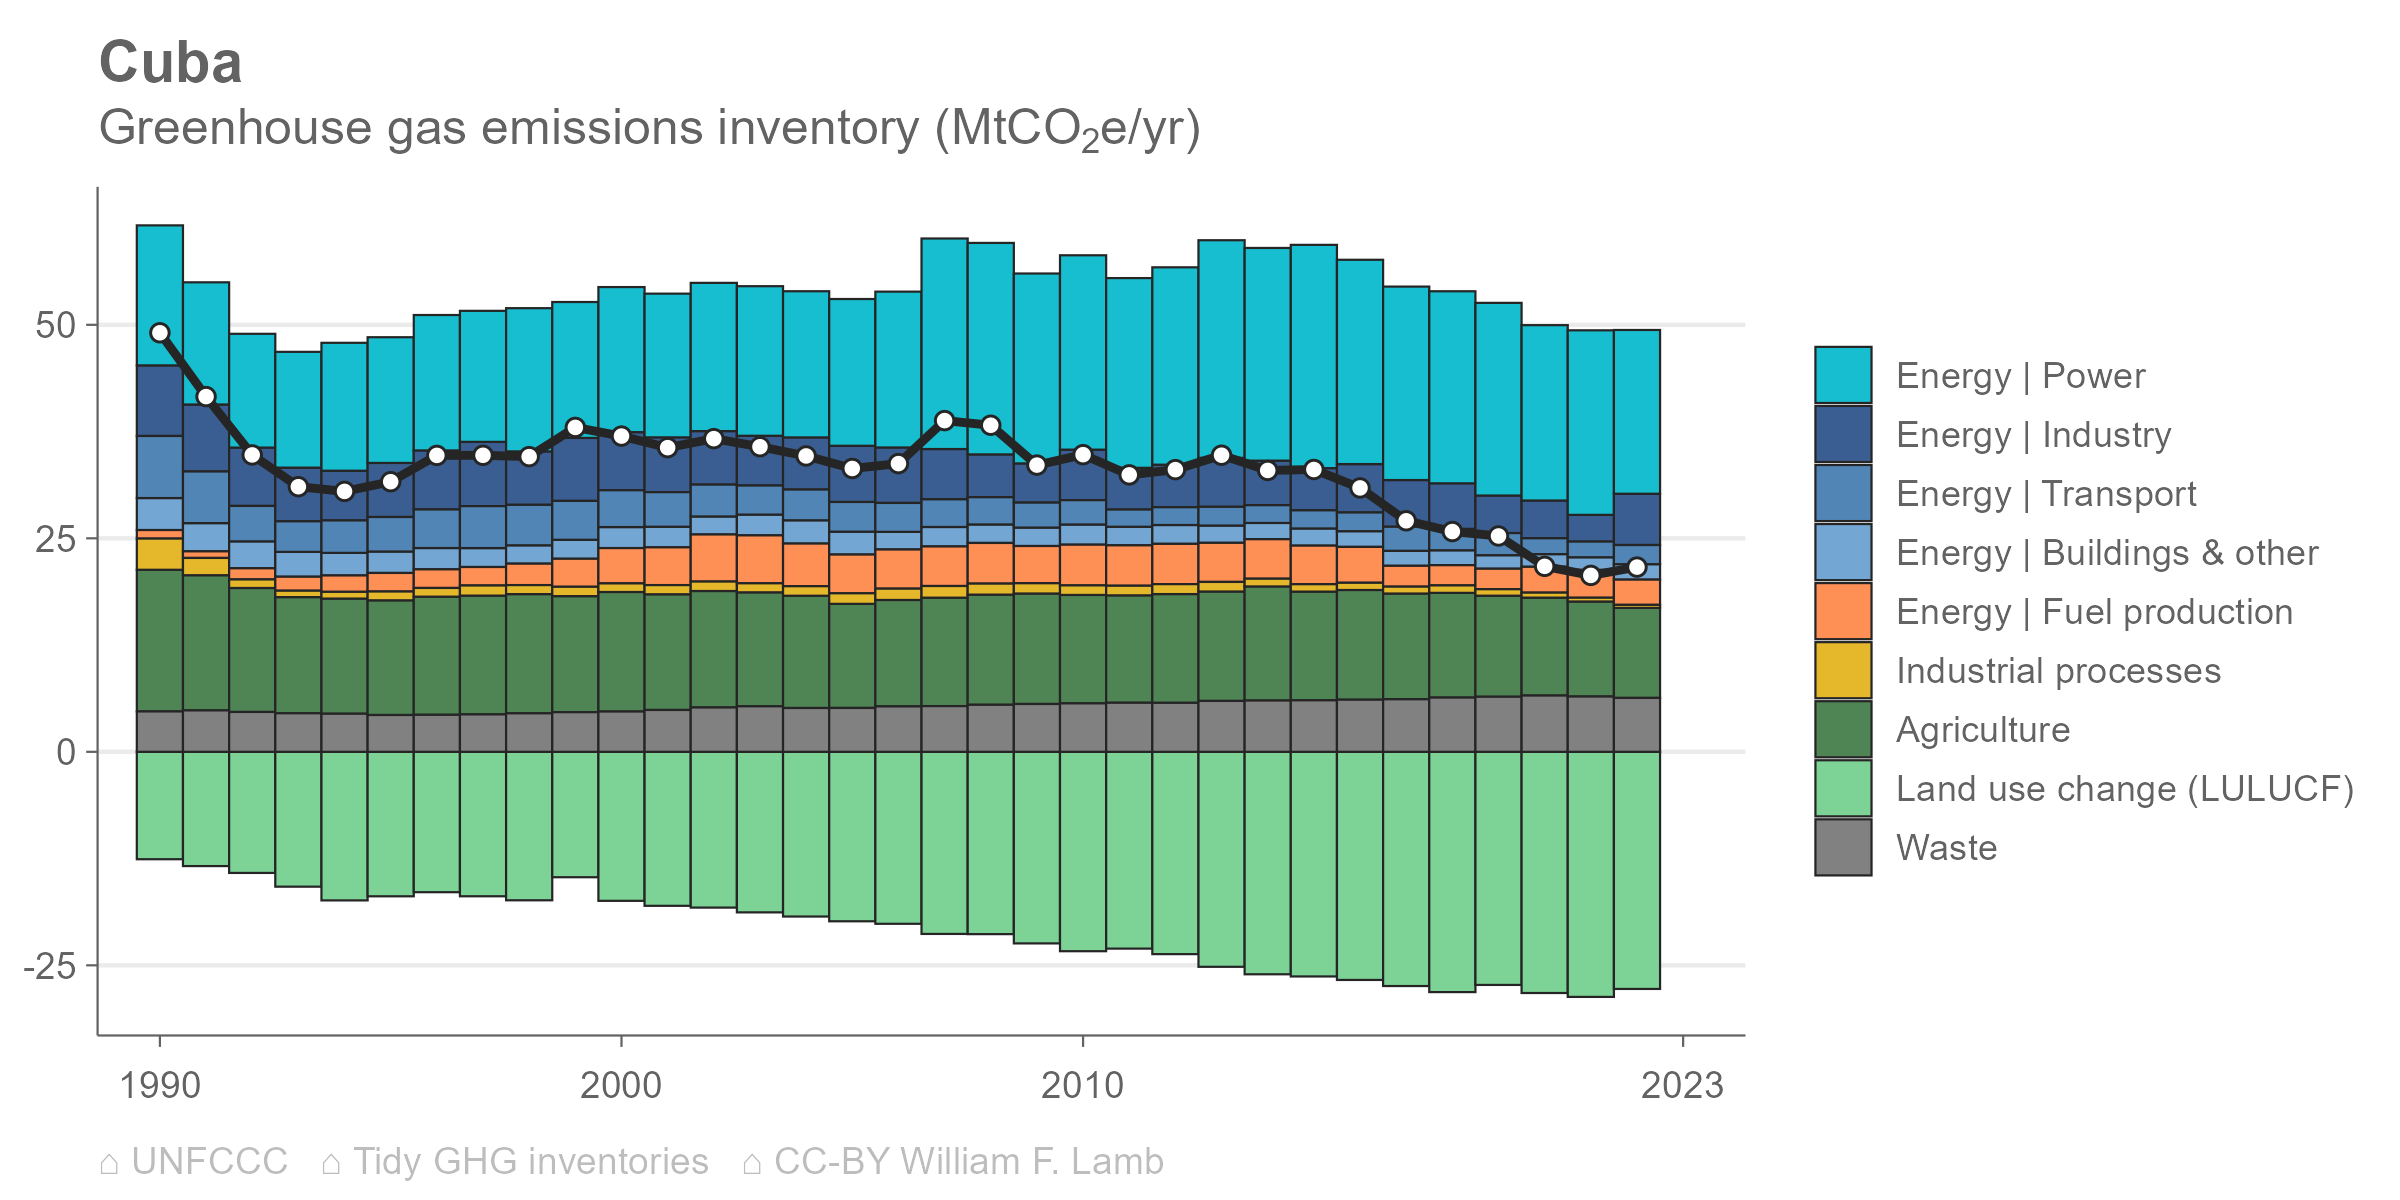 Cuba
Greenhouse gas emissions inventory (MtCO₂e/yr)
50
25
0
-25
1990 2000 2010 2023
Energy | Power
Energy | Industry
Energy | Transport
Energy | Buildings & other
Energy | Fuel production
Industrial processes
Agriculture
Land use change (LULUCF)
Waste
⌂ UNFCCC ⌂ Tidy GHG inventories ⌂ CC-BY William F. Lamb